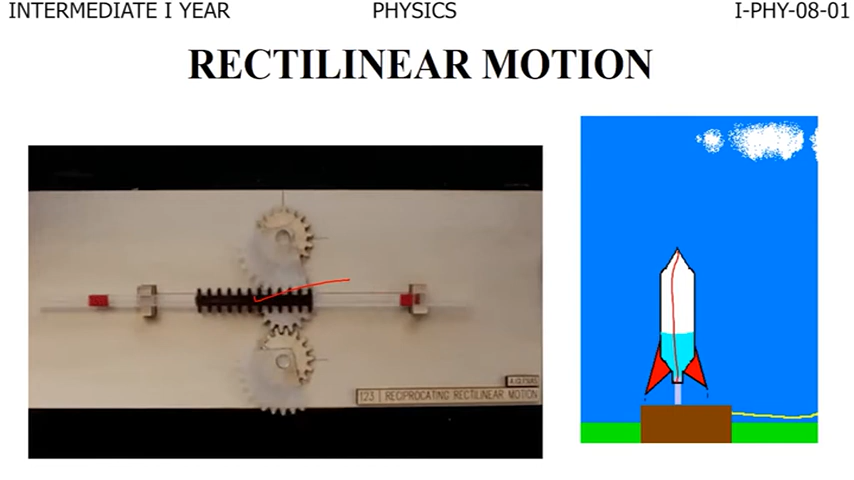 INTERMEDIATE I YEAR PHYSICS I-PHY-08-01
RECTILINEAR MOTION
123 RECIPROCATING RECTILINEAR MOTION